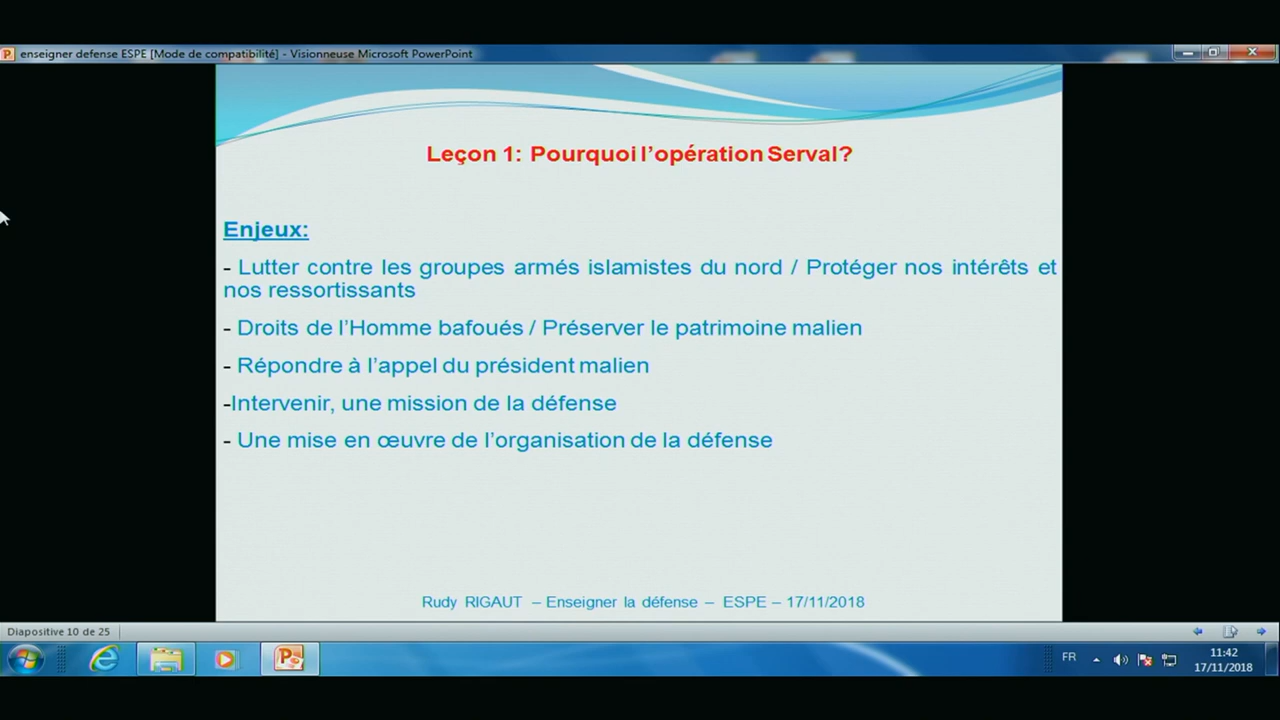 enseigner defense ESPE [Mode de compatibilité] - Visionneuse Microsoft PowerPoint
Leçon 1: Pourquoi l’opération Serval?
Enjeux:
- Lutter contre les groupes armés islamistes du nord / Protéger nos intérêts et
nos ressortissants
- Droits de l’Homme bafoués / Préserver le patrimoine malien
- Répondre à l’appel du président malien
-Intervenir, une mission de la défense
- Une mise en œuvre de l’organisation de la défense
Rudy RIGAUT – Enseigner la défense – ESPE – 17/11/2018
Diapositive 10 de 25
FR
11:42
17/11/2018